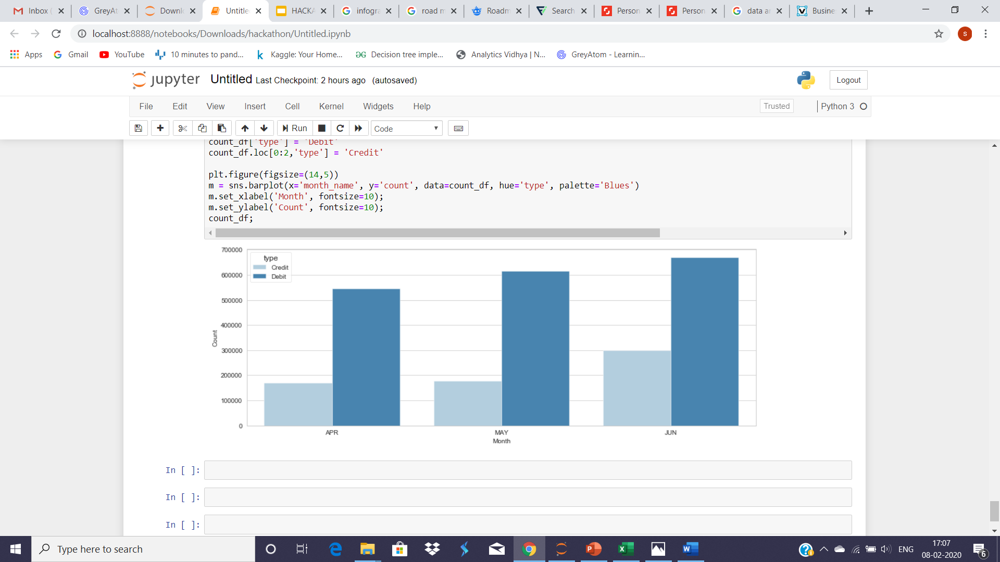 Inbox (
GreyAt
Downl
Untitle
HACKA
infogra
road m
Roadm
Search
Person
Person
data a
Busine
localhost:8888/notebooks/Downloads/hackathon/Untitled.ipynb
s
Apps
Gmail
YouTube
10 minutes to pand...
Kaggle: Your Home...
Decision tree imple...
Analytics Vidhya | N...
GreyAtom - Learnin...
jupyter Untitled Last Checkpoint: 2 hours ago (autosaved)
Logout
File Edit View Insert Cell Kernel Widgets Help
Trusted
Python 3
Run
Code
count_df['type'] = 'Debit'
count_df.loc[0:2,'type'] = 'Credit'
plt.figure(figsize=(14,5))
m = sns.barplot(x='month_name', y='count', data=count_df, hue='type', palette='Blues')
m.set_xlabel('Month', fontsize=10);
m.set_ylabel('Count', fontsize=10);
count_df;
700000
600000
500000
400000
300000
200000
100000
0
Count
type
Credit
Debit
APR MAY JUN
Month
In [ ]:
In [ ]:
In [ ]:
Type here to search
ENG
17:07
08-02-2020
6